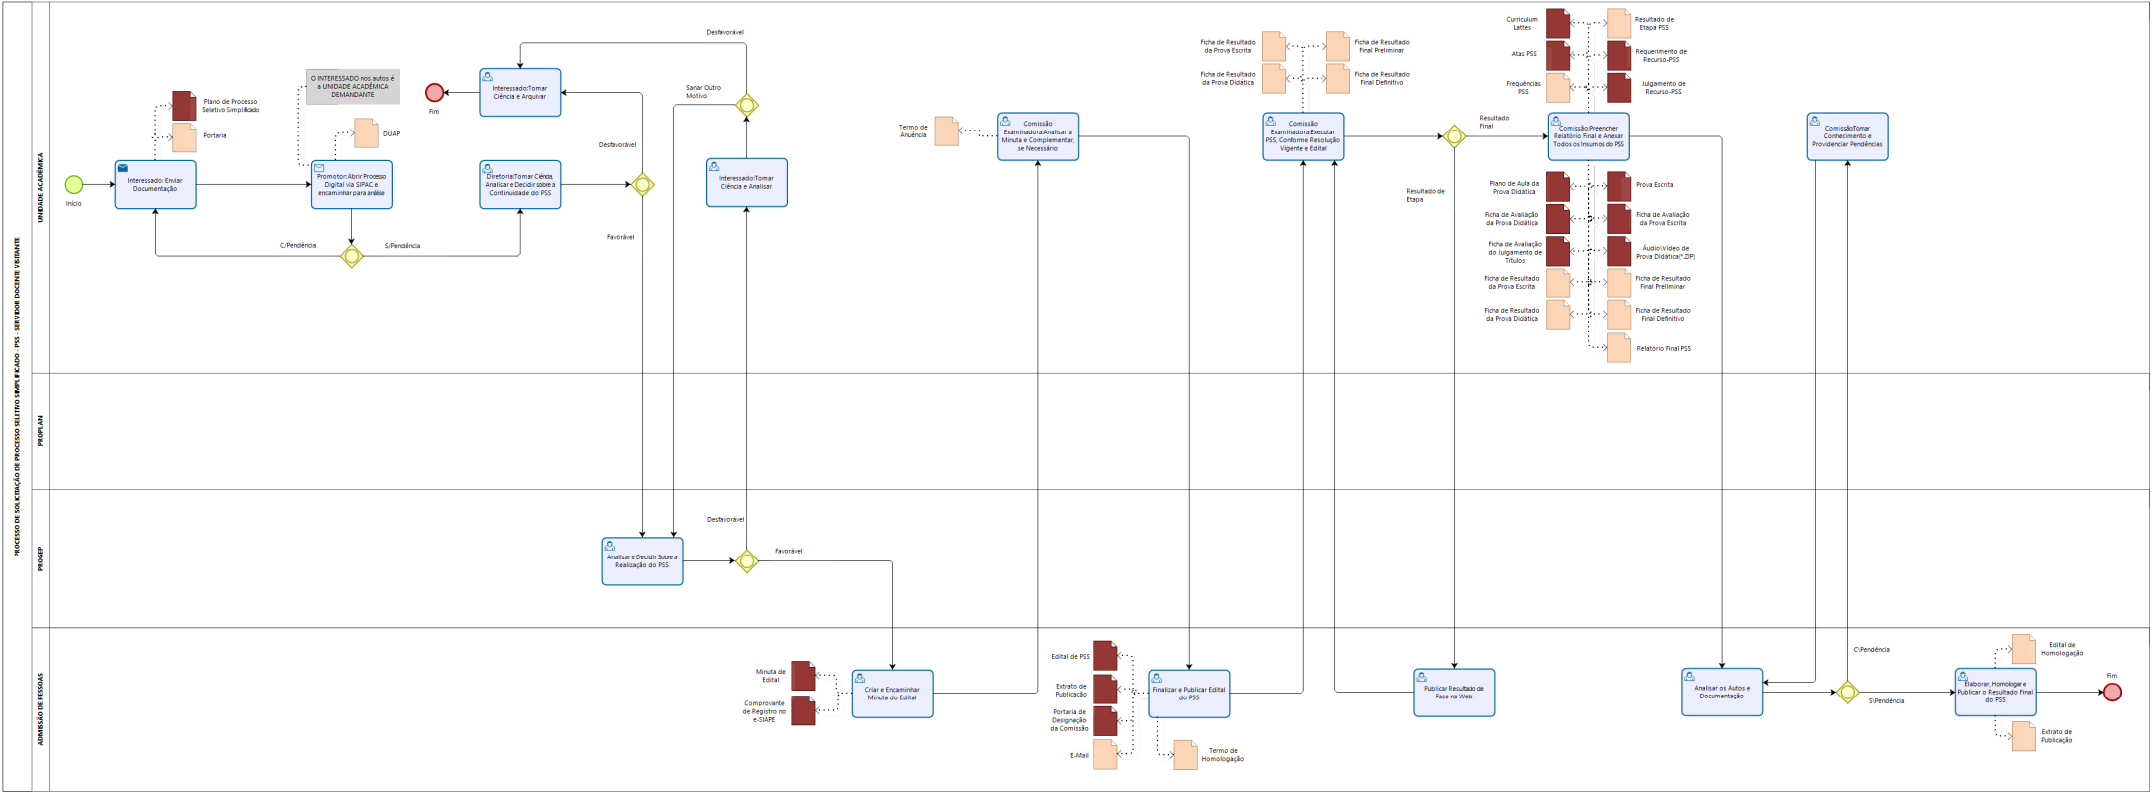 PROCESSO DE SOLICITAÇÃO DE PROCESSO SELETIVO SIMPLIFICADO - PSS - SERVIDOR DOCENTE VISITANTE
UNIDADE ACADÊMICA
Início
Interessado: Enviar
Documentação
Plano de Processo
Seletivo Simplificado
Portaria
O INTERESSADO nos autos é
a UNIDADE ACADÊMICA
DEMANDANTE
DUAP
Promotor: Abrir Processo
Digital via SIPAC e
encaminhar para análise
C/Pendência
S/Pendência
Fim
Interessado:Tomar
Ciência e Arquivar
Diretoria:Tomar Ciência,
Analisar e Decidir sobre a
Continuidade do PSS
Desfavorável
Favorável
Desfavorável
Sanar Outro
Motivo
Interessado:Tomar
Ciência e Analisar
Termo de
Anuência
Comissão
Examinadora:Analisar a
Minuta e Complementar,
se Necessário
Ficha de Resultado
da Prova Escrita
Ficha de Resultado
Final Preliminar
Ficha de Resultado
da Prova Didática
Ficha de Resultado
Final Definitivo
Comissão
Examinadora:Executar
PSS, Conforme Resolução
Vigente e Edital
Resultado
Final
Resultado de
Etapa
Curriculum
Lattes
Resultado de
Etapa PSS
Atas PSS
Requerimento de
Recurso-PSS
Frequências
PSS
Julgamento de
Recurso-PSS
Comissão:Preencher
Relatório Final e Anexar
Todos os Insumos do PSS
Plano de Aula da
Prova Didática
Prova Escrita
Ficha de Avaliação
da Prova Didática
Ficha de Avaliação
da Prova Escrita
Ficha de Avaliação
do Julgamento de
Títulos
Áudio\Vídeo de
Prova Didática(*.ZIP)
Ficha de Resultado
da Prova Escrita
Ficha de Resultado
Final Preliminar
Ficha de Resultado
da Prova Didática
Ficha de Resultado
Final Definitivo
Relatório Final PSS
Comissão:Tomar
Conhecimento e
Providenciar Pendências
PROPLAN
PROGEP
Analisar e Decidir Sobre a
Realização do PSS
Desfavorável
Favorável
ADMISSÃO DE PESSOAS
Minuta de
Edital
Comprovante
de Registro no
e-SIAPE
Criar e Encaminhar
Minuta do Edital
Edital de PSS
Extrato de
Publicacão
Portaria de
Designação
da Comissão
E-Mail
Finalizar e Publicar Edital
do PSS
Termo de
Homologação
Publicar Resultado de
Fase na Web
Analisar os Autos e
Documentação
C\Pendência
S\Pendência
Elaborar, Homologar e
Publicar o Resultado Final
do PSS
Edital de
Homologação
Extrato de
Publicação
Fim